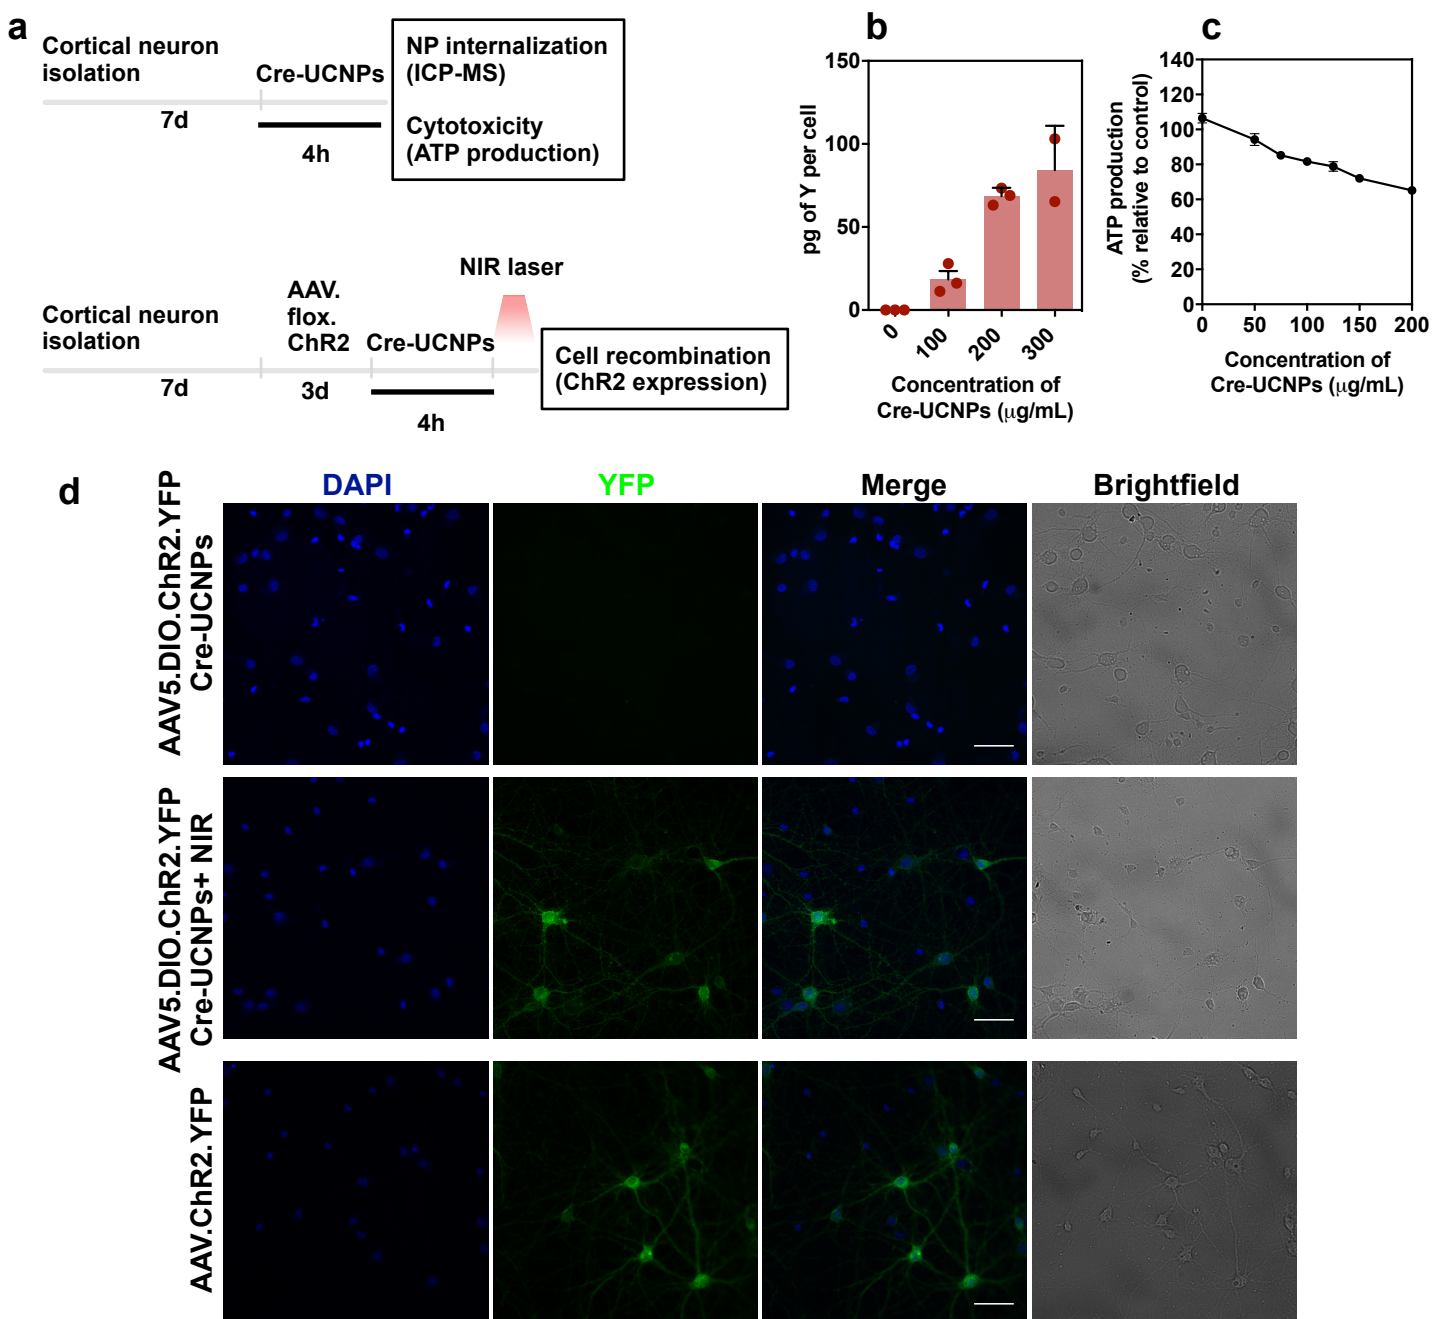 a
Cortical neuron
isolation
Cre-UCNPs
7d
4h
NP internalization
(ICP-MS)
Cytotoxicity
(ATP production)
NIR laser
Cortical neuron
isolation
AAV.
flox.
ChR2
Cre-UCNPs
7d
3d
4h
Cell recombination
(ChR2 expression)
b
pg of Y per cell
150
100
50
0
0
100
200
300
Concentration of
Cre-UCNPs (μg/mL)
c
ATP production
(% relative to control)
140
120
100
80
60
40
20
0
0
50
100
150
200
Concentration of
Cre-UCNPs (μg/mL)
d
DAPI
YFP
Merge
Brightfield
AAV5.DIO.ChR2.YFP
Cre-UCNPs
AAV5.DIO.ChR2.YFP
Cre-UCNPs+ NIR
AAV.ChR2.YFP